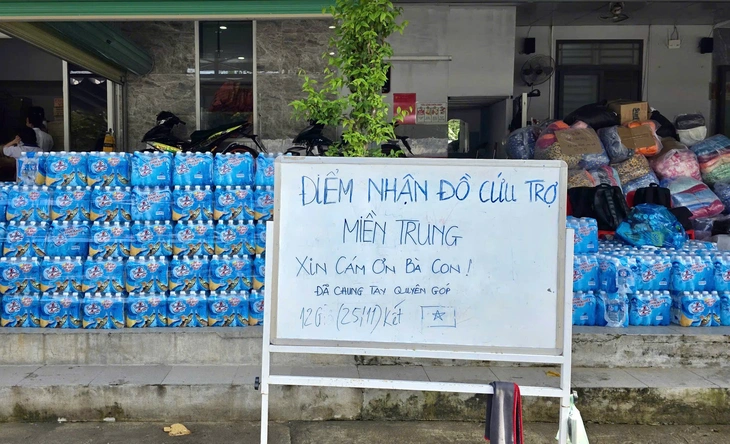 ĐIỂM NHẬN ĐỒ CỨU TRỢ
MIỀN TRUNG
XIN CÁM ƠN BÀ CON!
ĐÃ CHUNG TAY QUYÊN GÓP
12G (25/11) kết